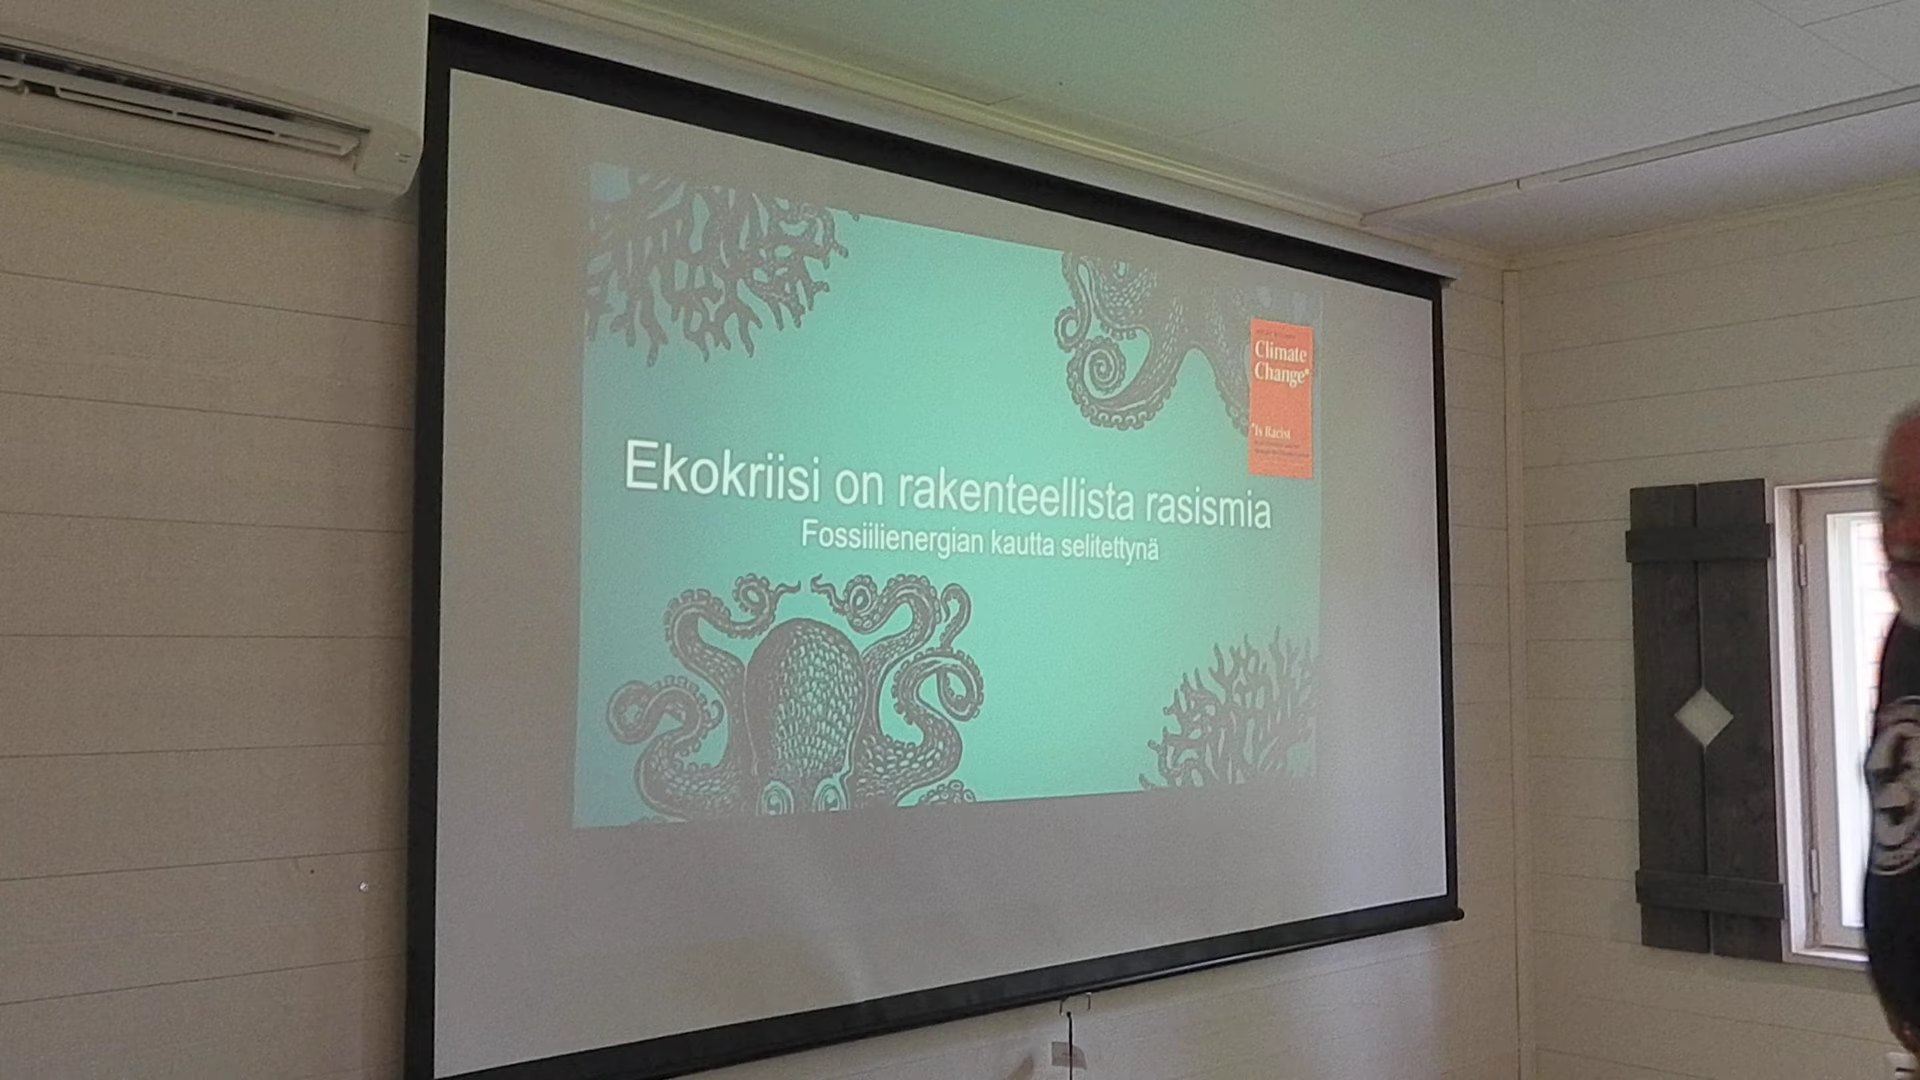 Climate
Change*
*Is Racist
Ekokriisi on rakenteellista rasismia
Fossiilienergian kautta selitettynä